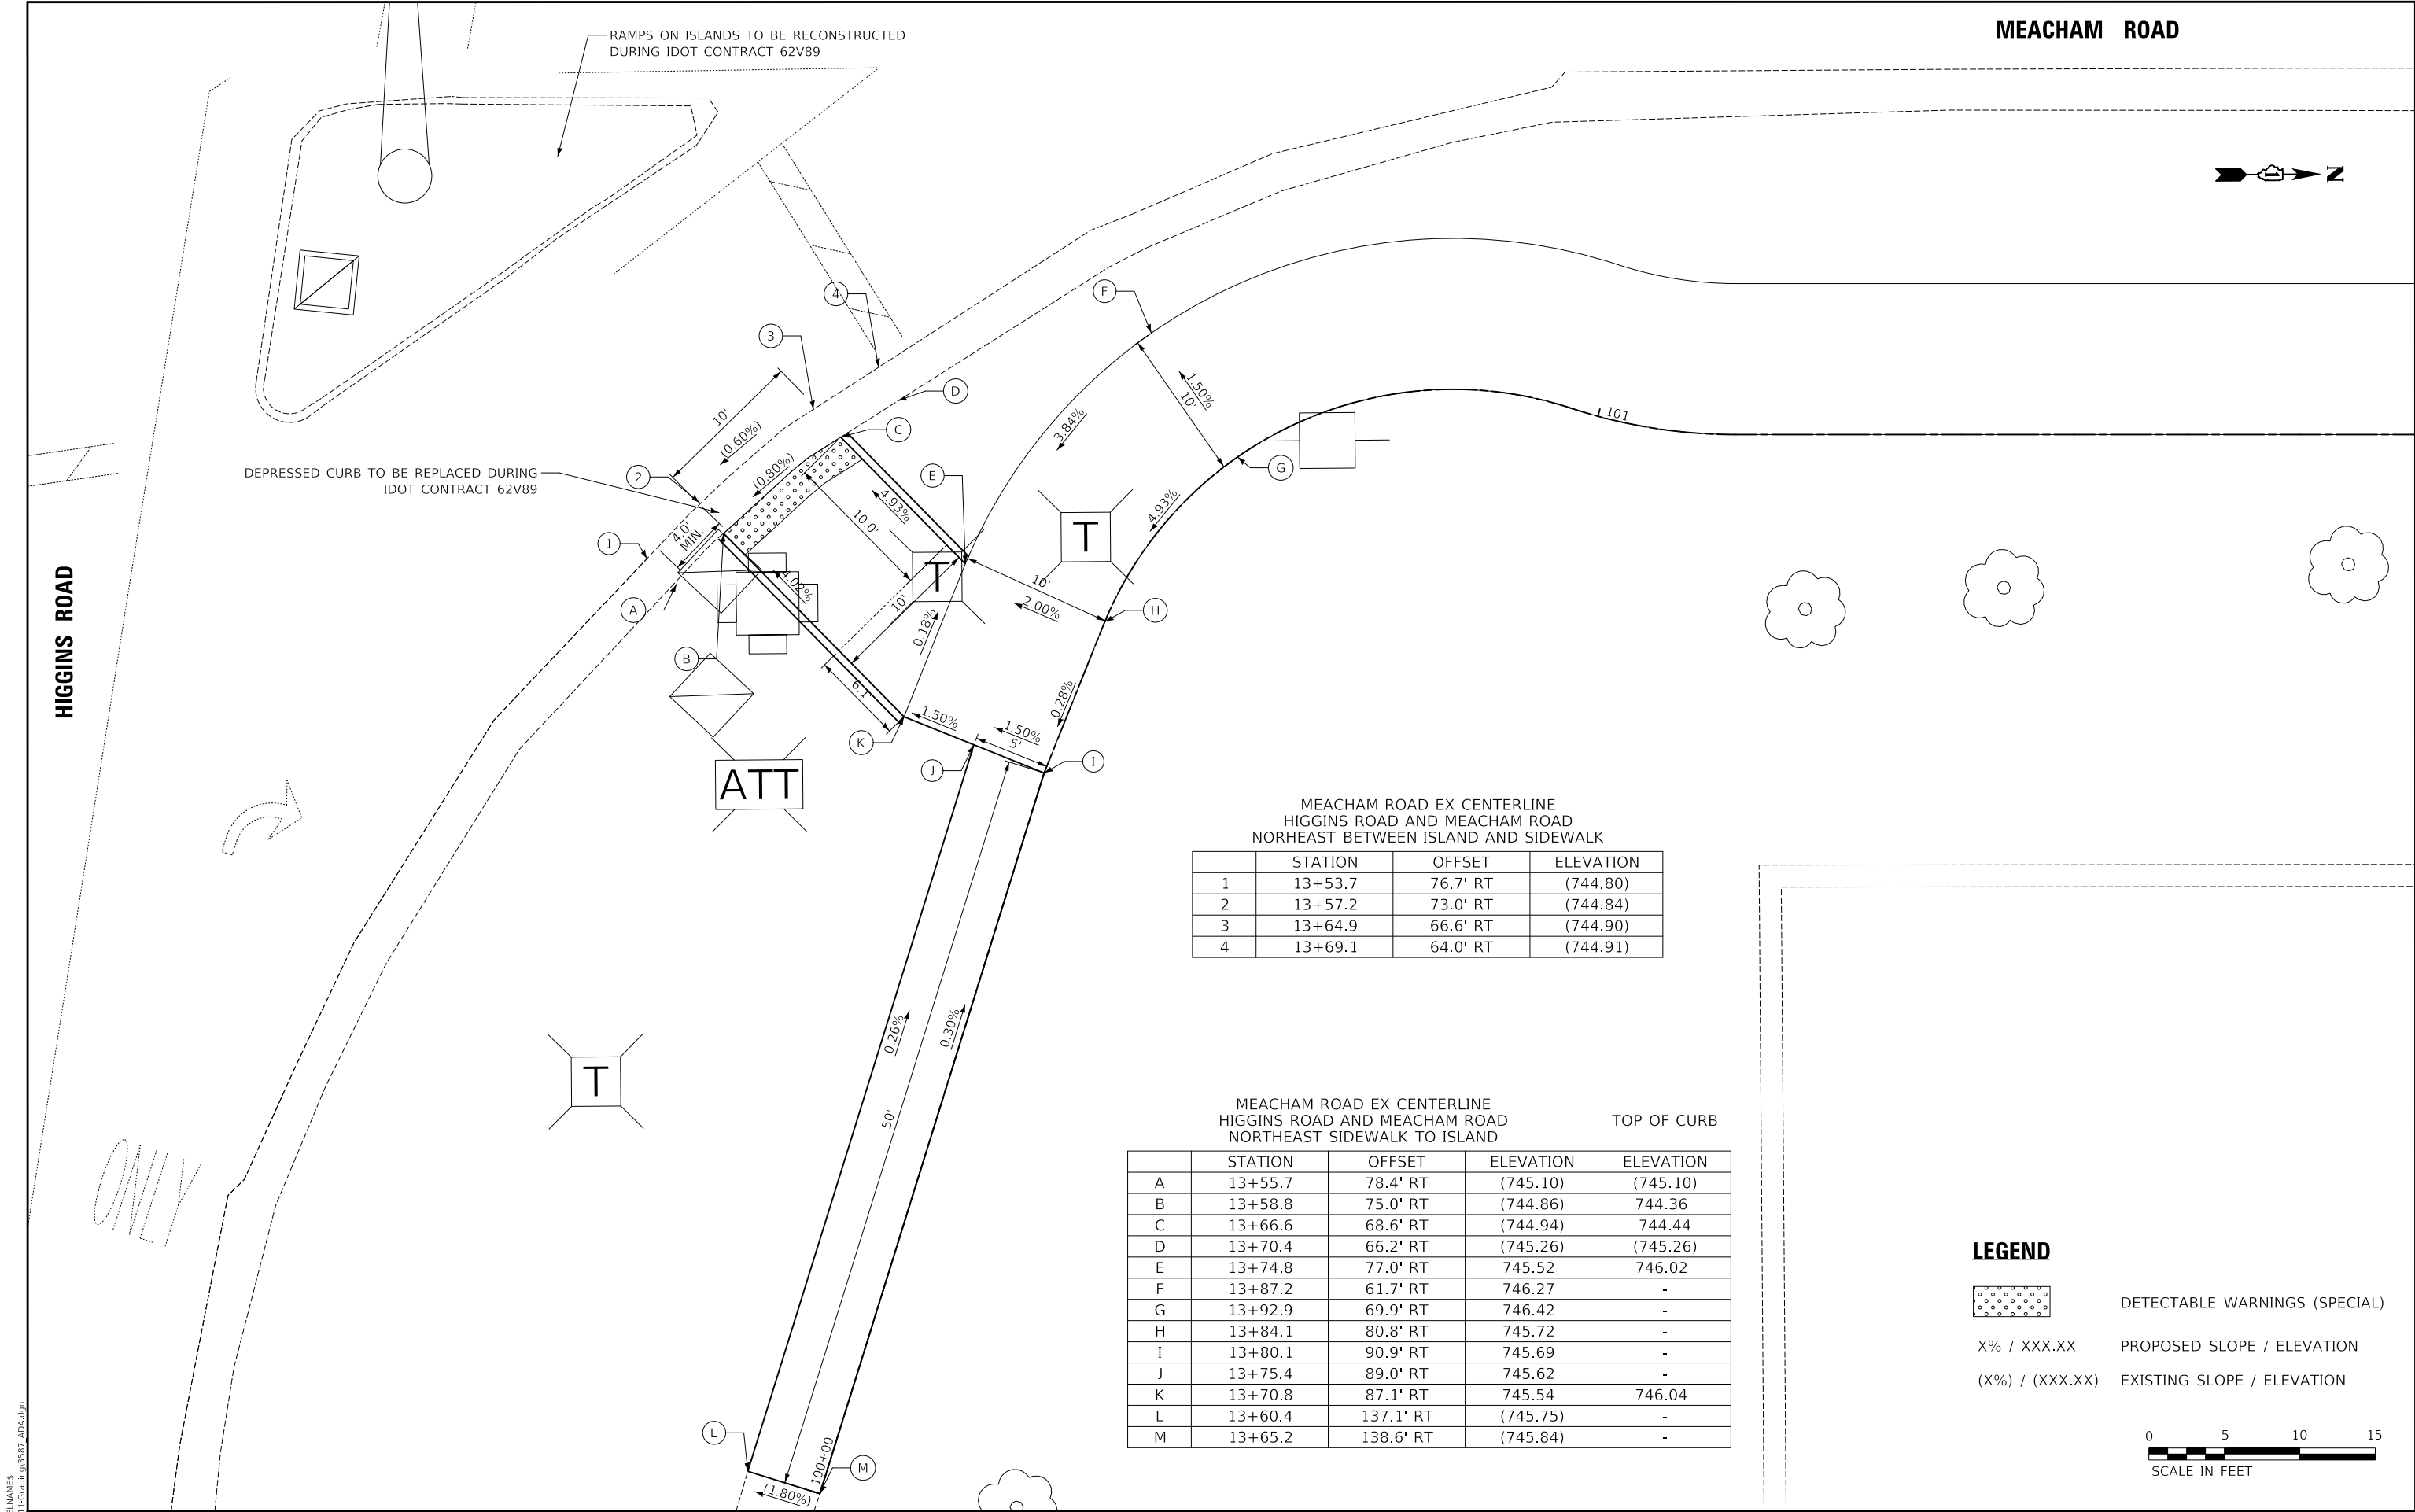 MEACHAM ROAD
RAMPS ON ISLANDS TO BE RECONSTRUCTED
DURING IDOT CONTRACT 62V89
N
4
F
3
D
10'
(0.60%)
1.50%
10'
3.84%
C
101
DEPRESSED CURB TO BE REPLACED DURING
IDOT CONTRACT 62V89
2
(0.80%)
E
G
4.93%
10.0'
4.93%
1
4.0'
MIN.
T
T
HIGGINS ROAD
A
4.02%
10'
10'
2.00%
H
B
0.18%
6.1'
0.28%
1.50%
1.50%
5'
K
J
I
ATT
MEACHAM ROAD EX CENTERLINE
HIGGINS ROAD AND MEACHAM ROAD
NORHEAST BETWEEN ISLAND AND SIDEWALK
STATION OFFSET ELEVATION
1 13+53.7 76.7' RT (744.80)
2 13+57.2 73.0' RT (744.84)
3 13+64.9 66.6' RT (744.90)
4 13+69.1 64.0' RT (744.91)
0.26%
0.30%
50'
T
ONLY
MEACHAM ROAD EX CENTERLINE
HIGGINS ROAD AND MEACHAM ROAD TOP OF CURB
NORTHEAST SIDEWALK TO ISLAND
STATION OFFSET ELEVATION ELEVATION
A 13+55.7 78.4' RT (745.10) (745.10)
B 13+58.8 75.0' RT (744.86) 744.36
C 13+66.6 68.6' RT (744.94) 744.44
D 13+70.4 66.2' RT (745.26) (745.26)
E 13+74.8 77.0' RT 745.52 746.02
F 13+87.2 61.7' RT 746.27 -
G 13+92.9 69.9' RT 746.42 -
H 13+84.1 80.8' RT 745.72 -
I 13+80.1 90.9' RT 745.69 -
J 13+75.4 89.0' RT 745.62 -
K 13+70.8 87.1' RT 745.54 746.04
L 13+60.4 137.1' RT (745.75) -
M 13+65.2 138.6' RT (745.84) -
L
100+00
M
(1.80%)
LEGEND
DETECTABLE WARNINGS (SPECIAL)
X% / XXX.XX PROPOSED SLOPE / ELEVATION
(X%) / (XXX.XX) EXISTING SLOPE / ELEVATION
0 5 10 15
SCALE IN FEET